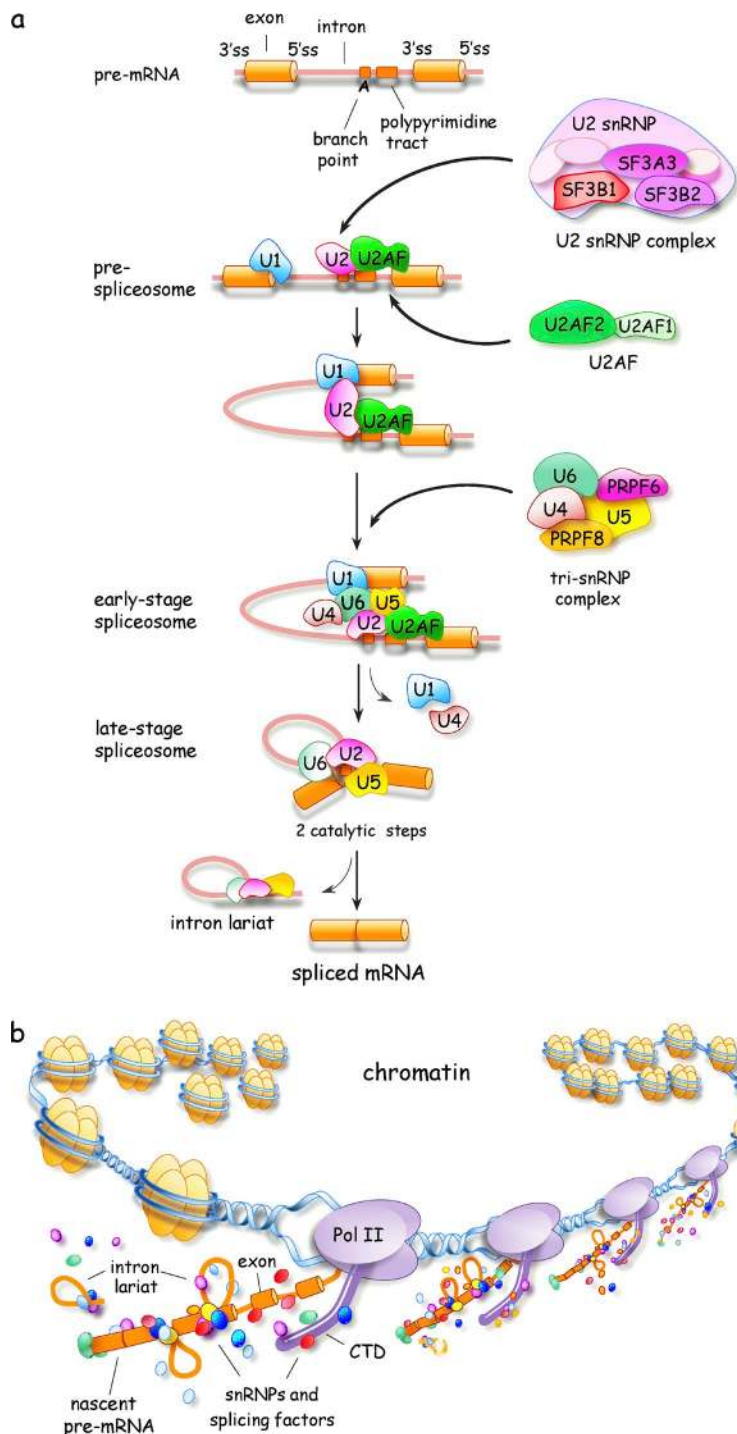 a
exon
intron
3'ss
5'ss
3'ss
5'ss
pre-mRNA
A
branch
point
polypyrimidine
tract
U2 snRNP
SF3A3
SF3B1
SF3B2
U2 snRNP complex
pre-
spliceosome
U1
U2
U2AF
U2AF2
U2AF1
U2AF
U1
U2
U2AF
U6
PRPF6
U4
U5
PRPF8
tri-snRNP
complex
early-stage
spliceosome
U1
U6
U5
U4
U2
U2AF
U1
U4
late-stage
spliceosome
U2
U6
U5
2 catalytic steps
intron lariat
spliced mRNA
b
chromatin
Pol II
intron
lariat
exon
CTD
snRNPs and
splicing factors
nascent
pre-mRNA